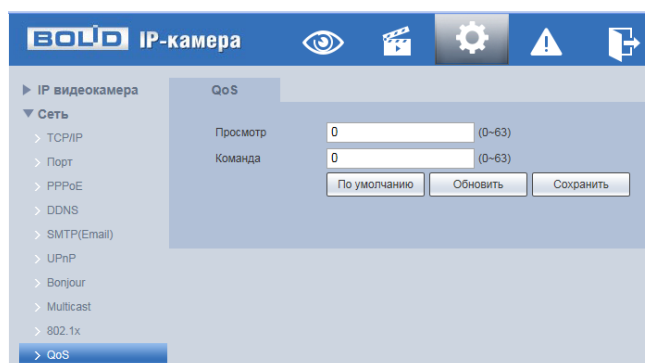 BOLID IP-камера
IP видеокамера
Сеть
TCP/IP
Порт
PPPoE
DDNS
SMTP(Email)
UPnP
Bonjour
Multicast
802.1x
QoS
QoS
Просмотр 0 (0~63)
Команда 0 (0~63)
По умолчанию Обновить Сохранить